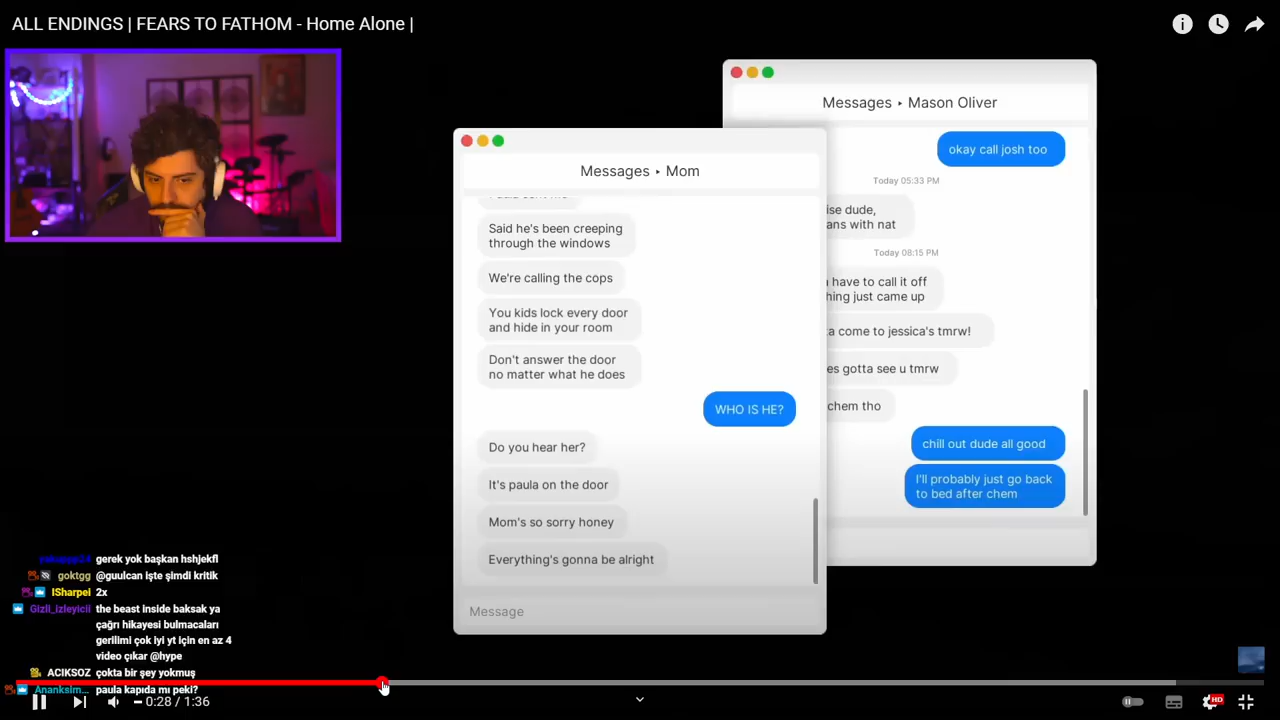 ALL ENDINGS | FEARS TO FATHOM - Home Alone |
Messages ▸ Mason Oliver
okay call josh too
Today 05:33 PM
ise dude,
ans with nat
Today 08:15 PM
have to call it off
hing just came up
a come to jessica's tmrw!
es gotta see u tmrw
chem tho
chill out dude all good
I'll probably just go back
to bed after chem
Messages ▸ Mom
Said he's been creeping
through the windows
We're calling the cops
You kids lock every door
and hide in your room
Don't answer the door
no matter what he does
WHO IS HE?
Do you hear her?
It's paula on the door
Mom's so sorry honey
Everything's gonna be alright
Message
gerek yok başkan hshjekfl
goktgg @guulcan işte şimdi kritik
ISharpei 2x
Gizli_izleyicii the beast inside baksak ya
çağrı hikayesi bulmacaları
gerilimi çok iyi yt için en az 4
video çıkar @hype
ACIKSOZ çokta bir şey yokmuş
Ananksim... paula kapıda mı peki?
0:28 / 1:36
HD